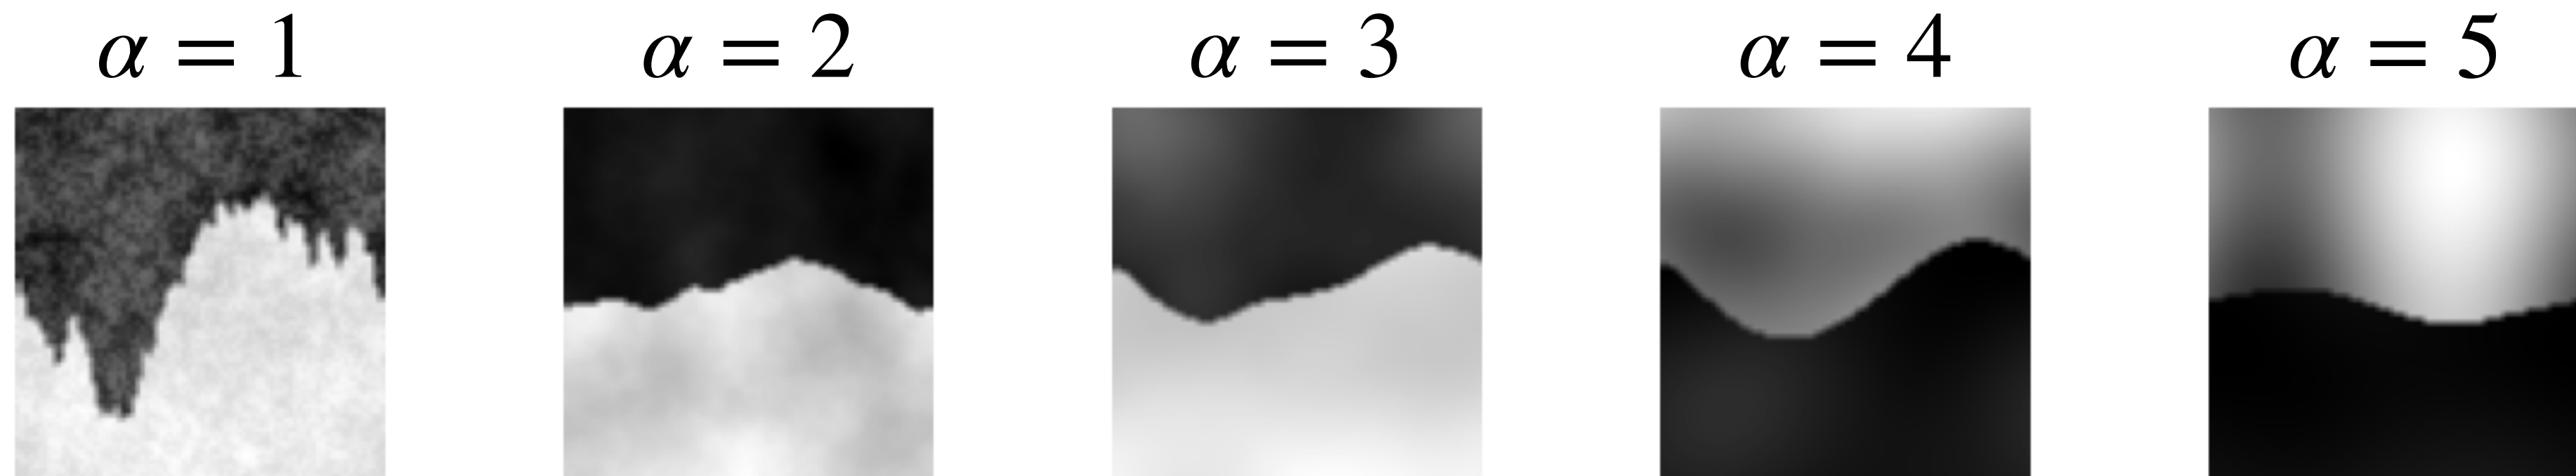 α = 1 α = 2 α = 3 α = 4 α = 5